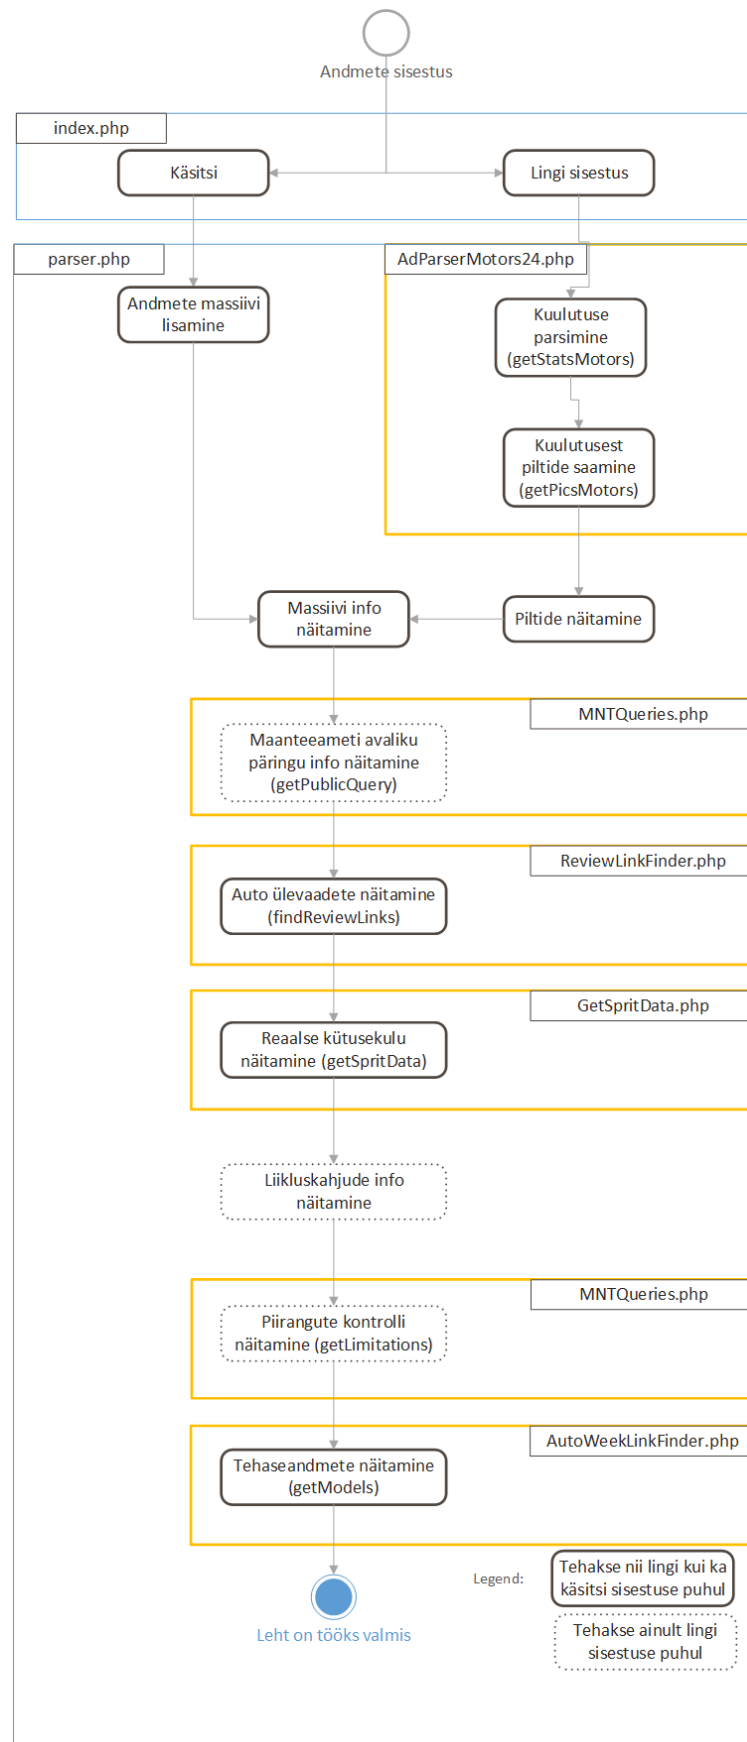 Andmete sisestus
index.php
Käsitsi
Lingi sisestus
parser.php
AdParserMotors24.php
Andmete massiivi
lisamine
Kuulutuse
parsimine
(getStatsMotors)
Kuulutusest
piltide saamine
(getPicsMotors)
Massiivi info
näitamine
Piltide näitamine
MNTQueries.php
Maanteeameti avaliku
päringu info näitamine
(getPublicQuery)
ReviewLinkFinder.php
Auto ülevaadete näitamine
(findReviewLinks)
GetSpritData.php
Reaalse kütusekulu
näitamine (getSpritData)
Liikluskahjude info
näitamine
MNTQueries.php
Piirangute kontrolli
näitamine (getLimitations)
AutoWeekLinkFinder.php
Tehaseandmete näitamine
(getModels)
Leht on tööks valmis
Legend:
Tehakse nii lingi kui ka
käsitsi sisestuse puhul
Tehakse ainult lingi
sisestuse puhul